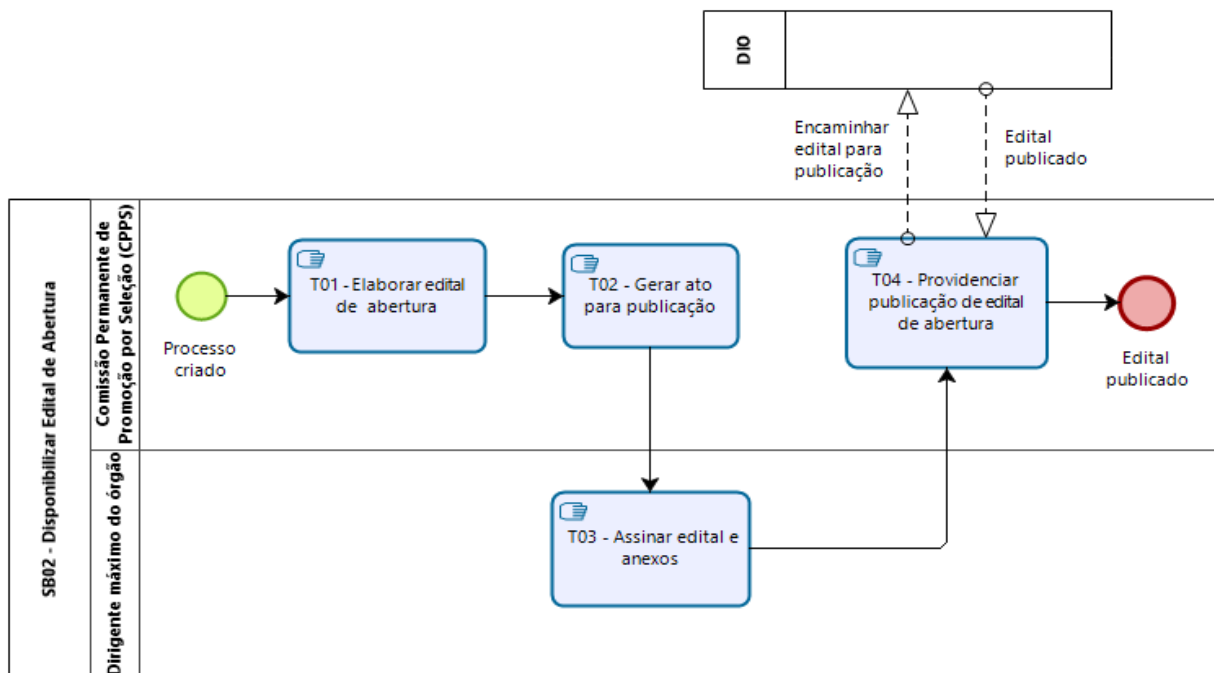 DIO
Encaminhar
edital para
publicação
Edital
publicado
SB02 - Disponibilizar Edital de Abertura
Comissão Permanente de
Promoção por Seleção (CPPS)
Processo
criado
T01 - Elaborar edital
de abertura
T02 - Gerar ato
para publicação
T04 - Providenciar
publicação de edital
de abertura
Edital
publicado
Dirigente máximo do órgão
T03 - Assinar edital e
anexos